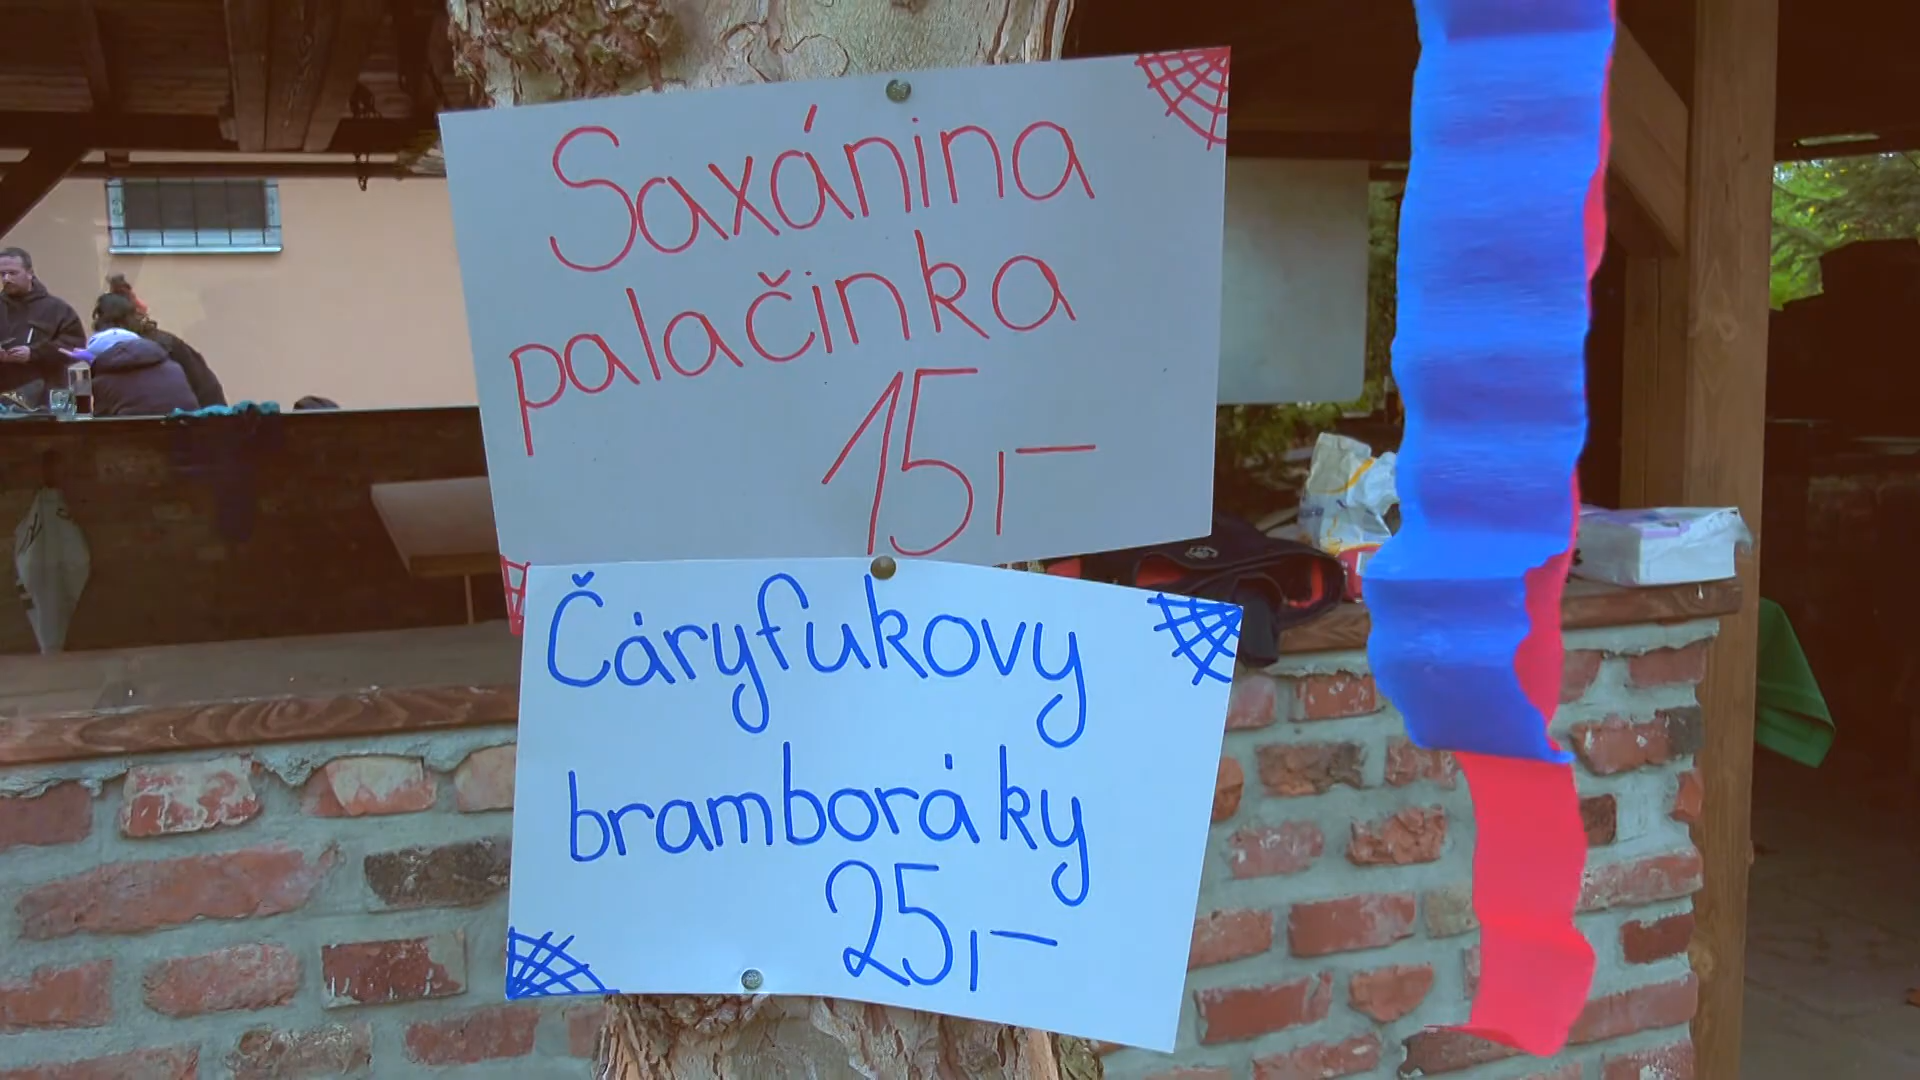 Saxánina
palačinka
15,-
Čáryfukovy
bramboráky
25,-